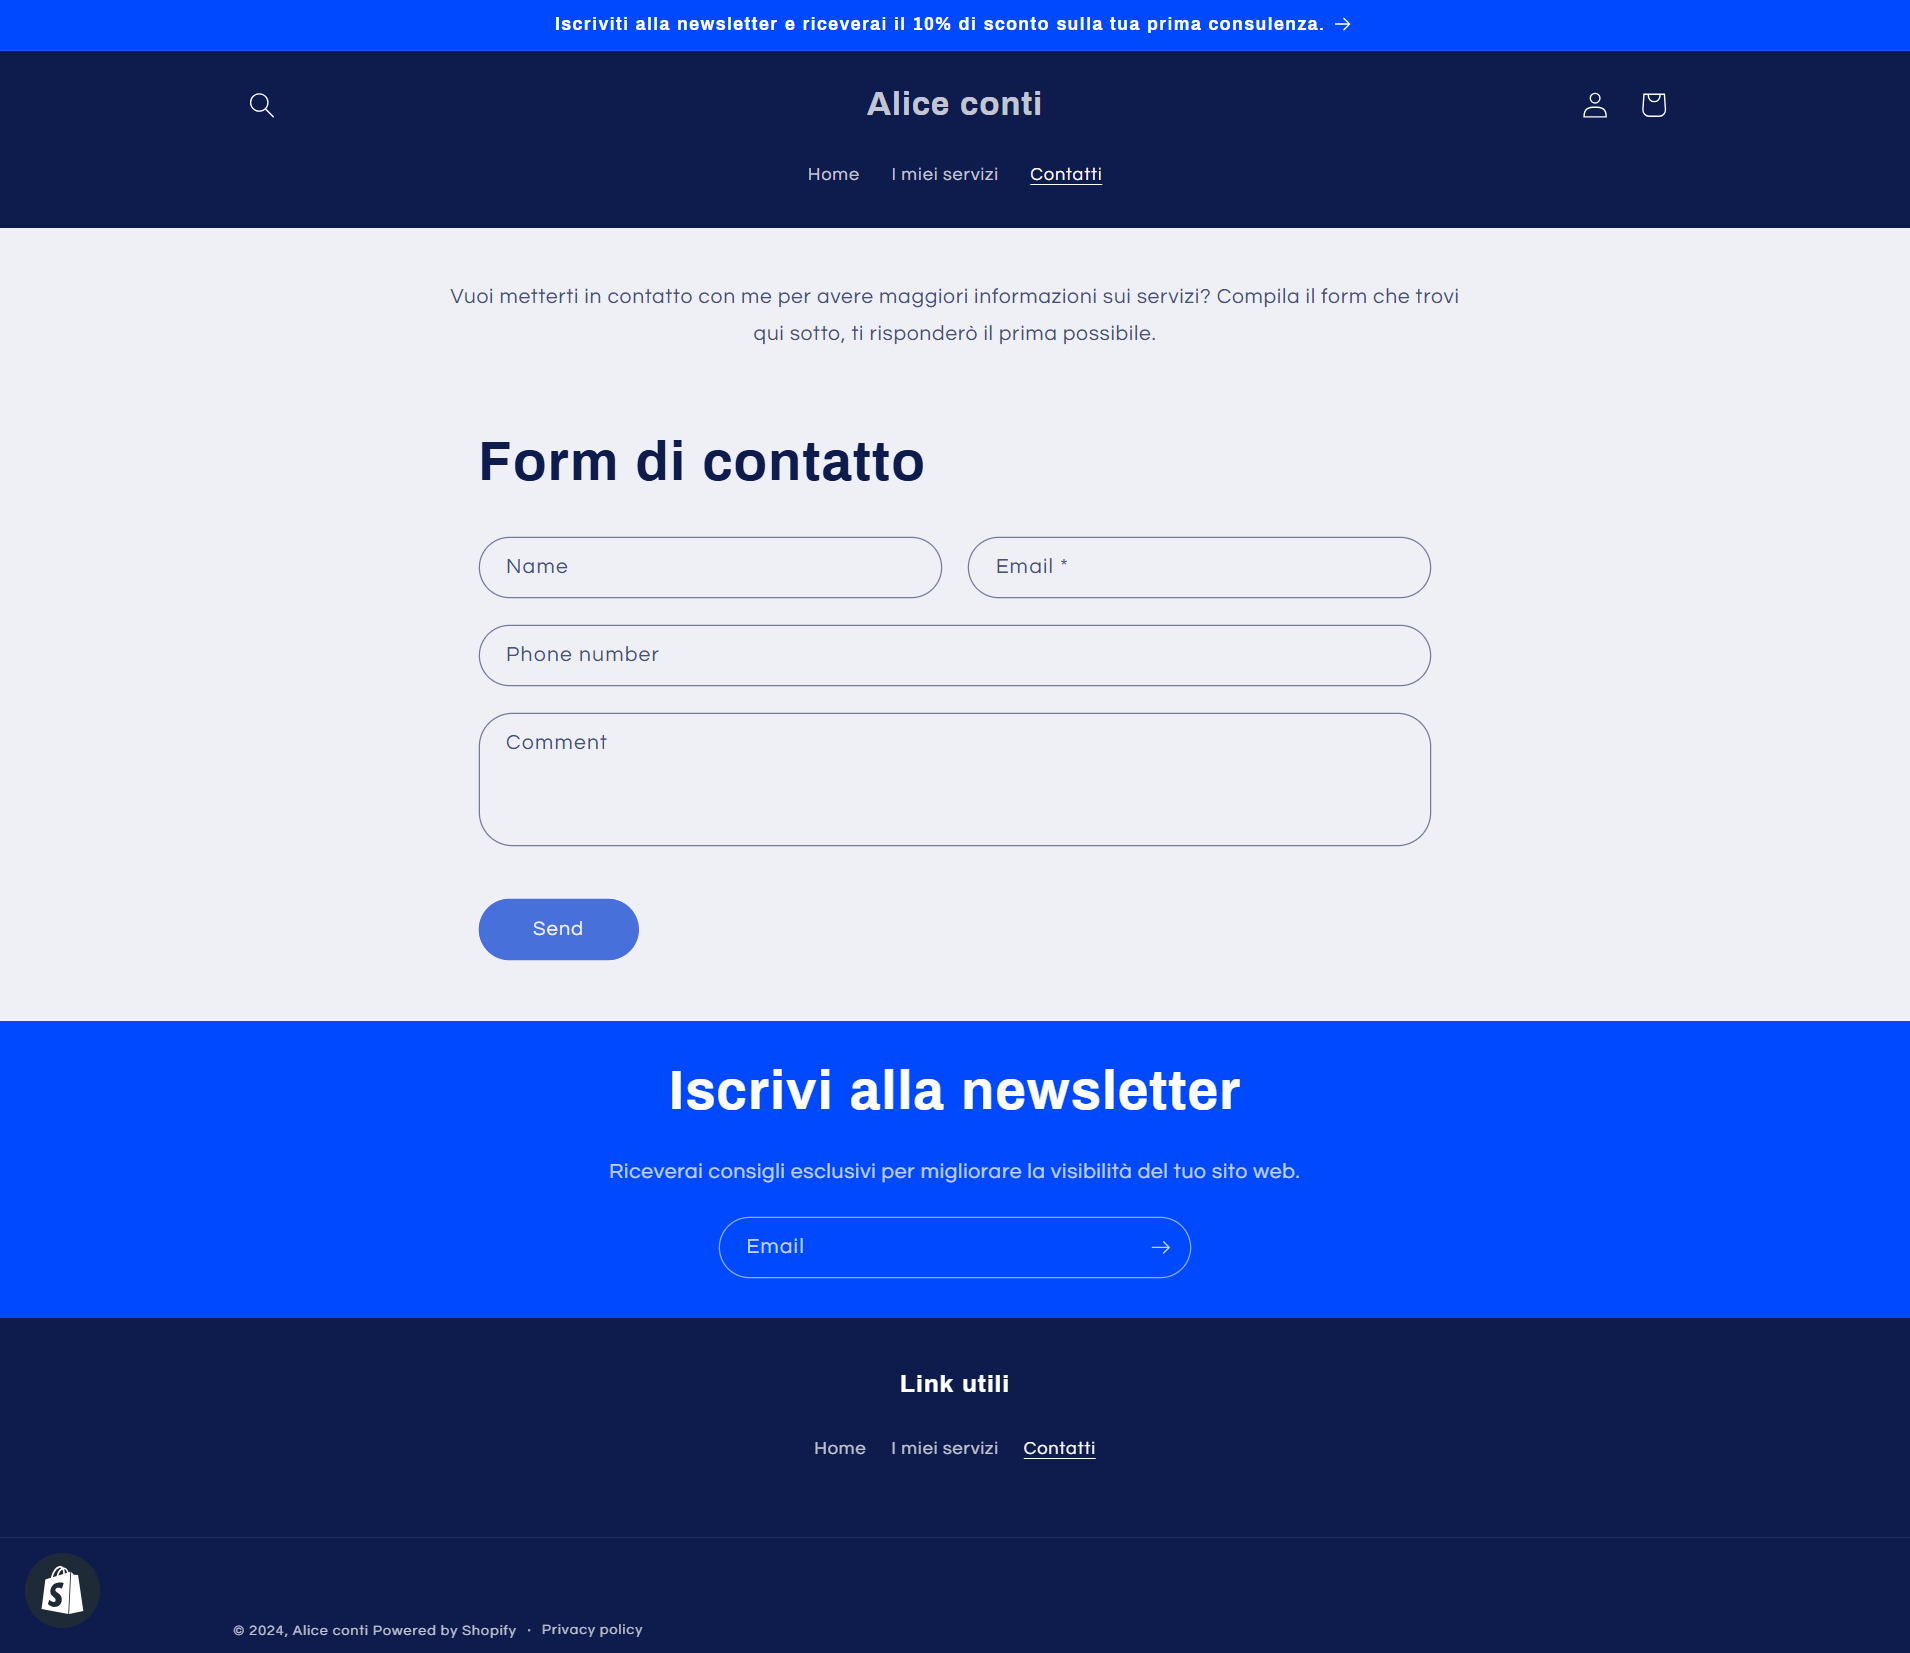 Iscriviti alla newsletter e riceverai il 10% di sconto sulla tua prima consulenza. →
Alice conti
Home I miei servizi Contatti
Vuoi metterti in contatto con me per avere maggiori informazioni sui servizi? Compila il form che trovi
qui sotto, ti risponderò il prima possibile.
Form di contatto
Name Email *
Phone number
Comment
Send
Iscrivi alla newsletter
Riceverai consigli esclusivi per migliorare la visibilità del tuo sito web.
Email →
Link utili
Home I miei servizi Contatti
S
© 2024, Alice conti Powered by Shopify · Privacy policy